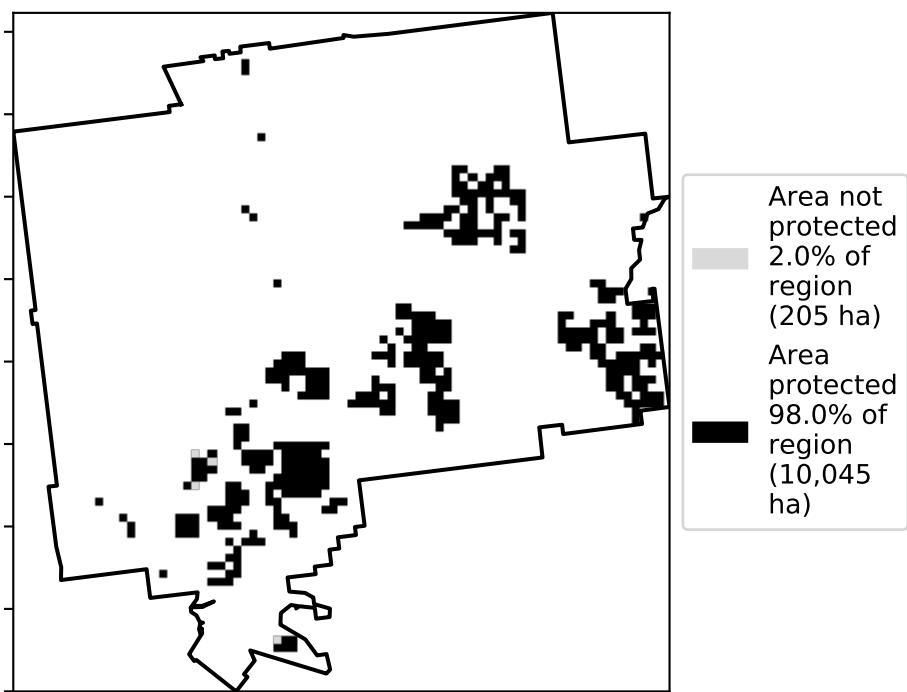 Area not
protected
2.0% of
region
(205 ha)
Area
protected
98.0% of
region
(10,045
ha)